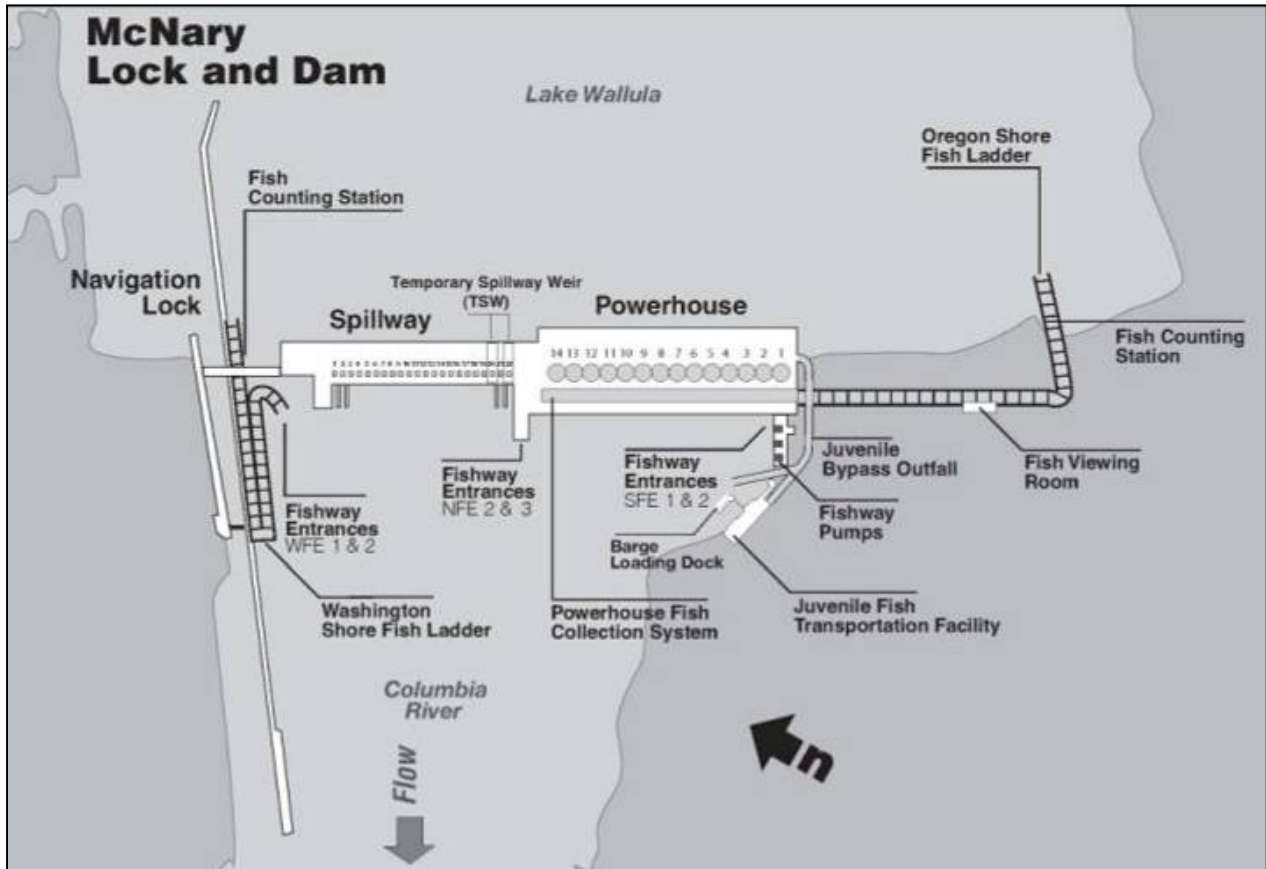 McNary
Lock and Dam
Lake Wallula
Oregon Shore
Fish Ladder
Fish
Counting Station
Navigation
Lock
Temporary Spillway Weir
(TSW)
Spillway
Powerhouse
Fish Counting
Station
14 13 12 11 10 9 8 7 6 5 4 3 2 1
Fishway
Entrances
WFE 1 & 2
Fishway
Entrances
NFE 2 & 3
Fishway
Entrances
SFE 1 & 2
Juvenile
Bypass Outfall
Fish Viewing
Room
Fishway
Pumps
Barge
Loading Dock
Washington
Shore Fish Ladder
Powerhouse Fish
Collection System
Juvenile Fish
Transportation Facility
Columbia
River
Flow
n